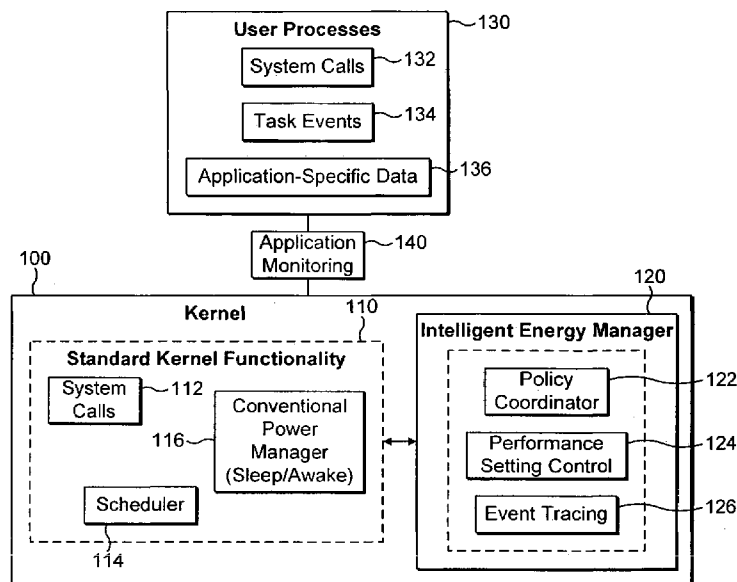 User Processes
130
System Calls
132
Task Events
134
Application-Specific Data
136
Application
Monitoring
140
100
Kernel
110
120
Standard Kernel Functionality
System
Calls
112
116
Conventional
Power
Manager
(Sleep/Awake)
Scheduler
114
Intelligent Energy Manager
Policy
Coordinator
122
Performance
Setting Control
124
Event Tracing
126